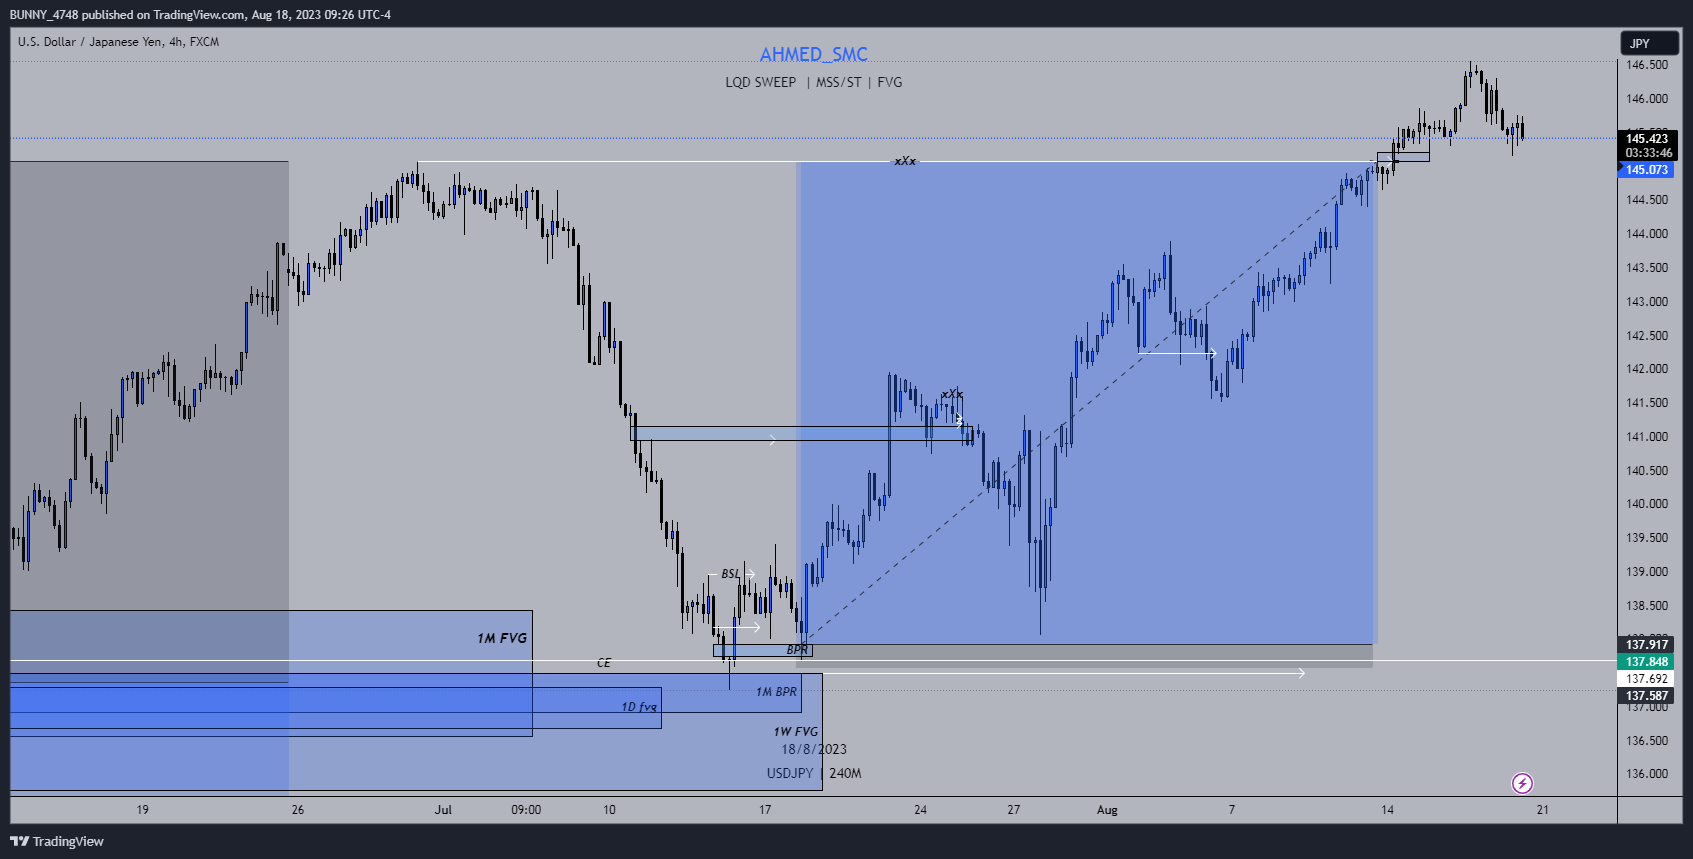 BUNNY_4748 published on TradingView.com, Aug 18, 2023 09:26 UTC-4
U.S. Dollar / Japanese Yen, 4h, FXCM
JPY
AHMED_SMC
LQD SWEEP | MSS/ST | FVG
146.500
146.000
145.423
03:33:46
145.073
144.500
144.000
143.500
143.000
142.500
142.000
141.500
141.000
140.500
140.000
139.500
139.000
138.500
137.917
137.848
137.692
137.587
137.000
136.500
136.000
xXx
xXx
BSL
BPR
1M FVG
CE
1M BPR
1D fvg
1W FVG
18/8/2023
USDJPY | 240M
19
26
Jul
09:00
10
17
24
27
Aug
7
14
21
TradingView